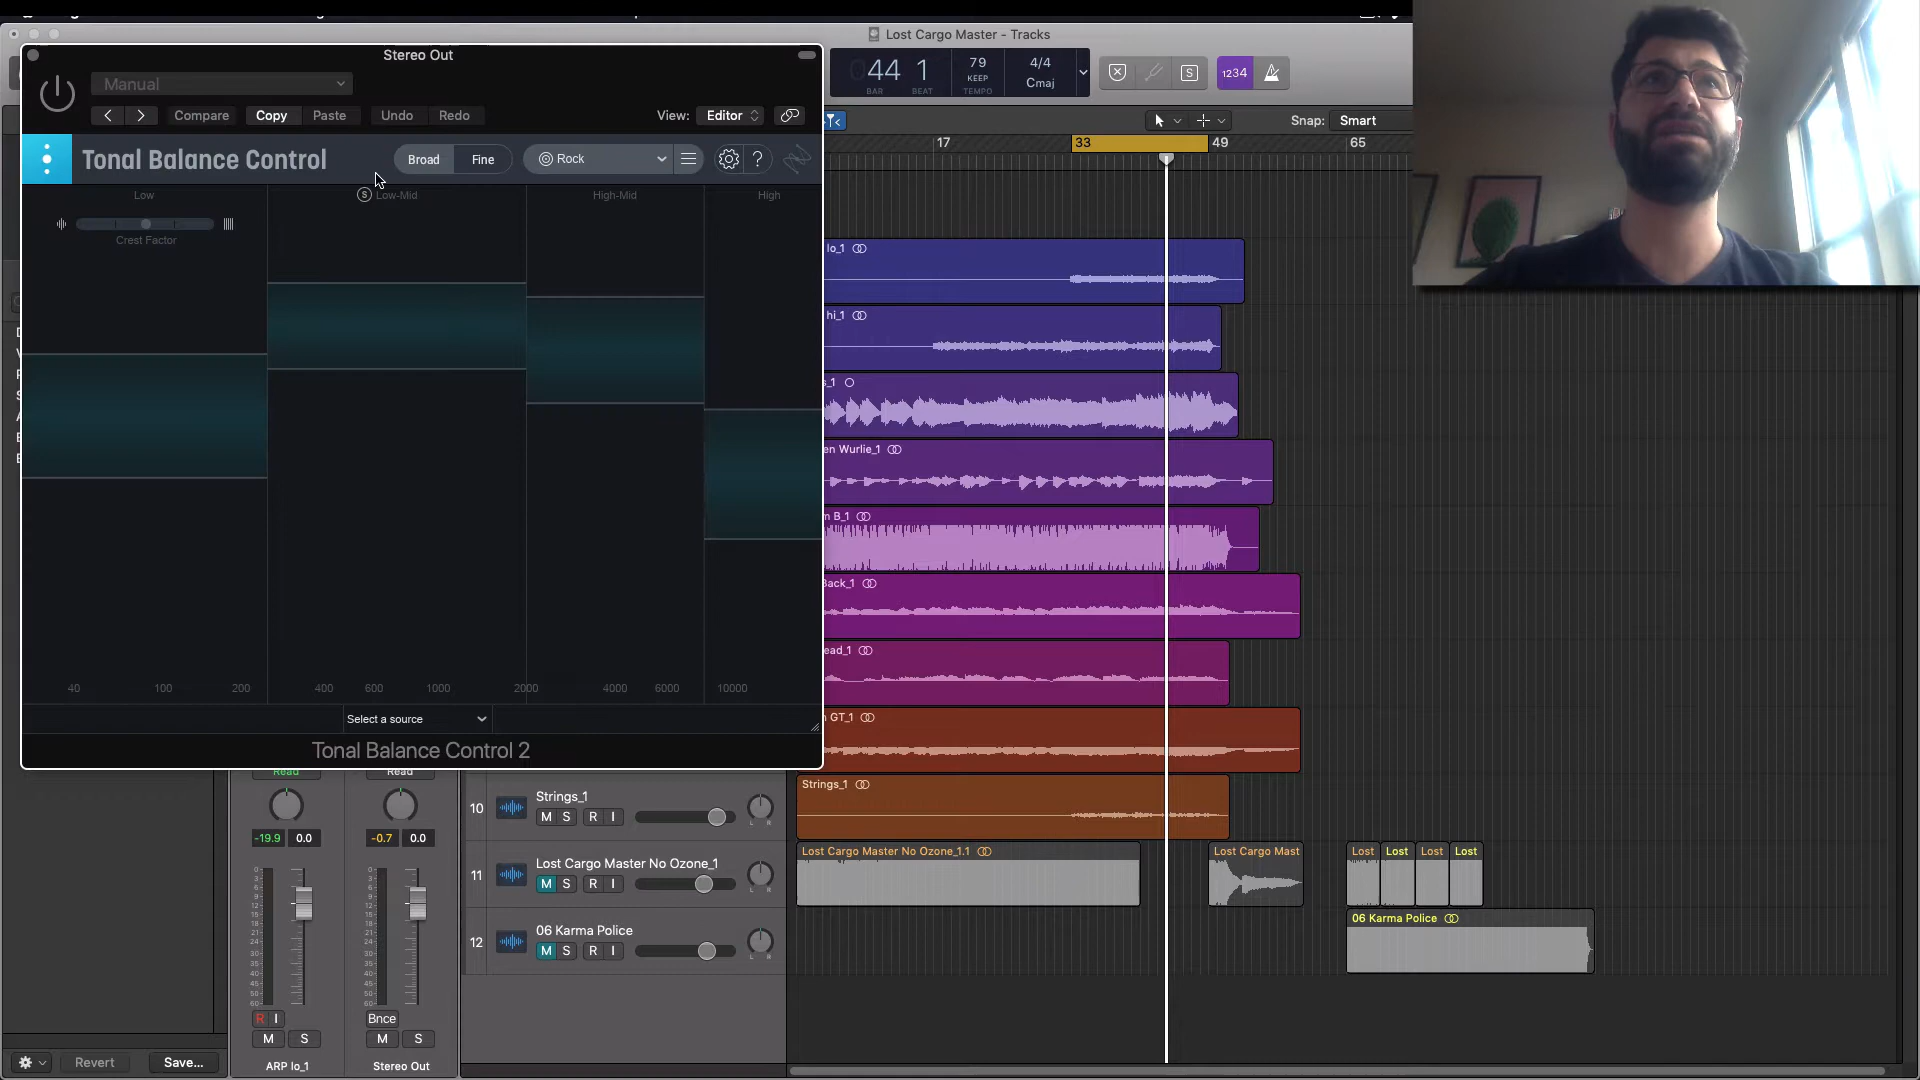 Stereo Out
Manual
Compare
Copy
Paste
Undo
Redo
View:
Editor
Tonal Balance Control
Broad
Fine
Rock
?
Low
S
Low-Mid
High-Mid
High
Crest Factor
40
100
200
400
600
1000
2000
4000
6000
10000
Select a source
Tonal Balance Control 2
Lost Cargo Master - Tracks
44 1
BAR
BEAT
79
KEEP
TEMPO
4/4
Cmaj
S
1234
Snap:
Smart
17
33
49
65
lo_1
hi_1
s_1
en Wurlie_1
m B_1
Back_1
ead_1
GT_1
Strings_1
Lost Cargo Master No Ozone_1.1
Lost Cargo Mast
Lost
Lost
Lost
Lost
06 Karma Police
10
Strings_1
M
S
R
I
L
R
11
Lost Cargo Master No Ozone_1
M
S
R
I
L
R
12
06 Karma Police
M
S
R
I
L
R
Read
Read
-19.9
0.0
-0.7
0.0
R
I
Bnce
M
S
M
S
ARP lo_1
Stereo Out
Revert
Save...